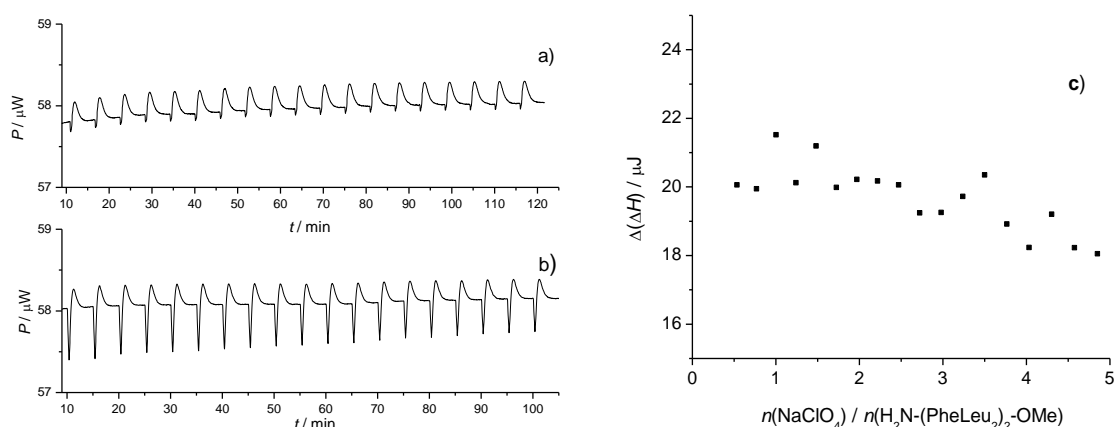 59
a)
P / μW
58
57
10 20 30 40 50 60 70 80 90 100 110 120
t / min
59
b)
P / μW
58
57
10 20 30 40 50 60 70 80 90 100
t / min
c)
24
22
Δ(ΔH) / μJ
20
18
16
0 1 2 3 4 5
n(NaClO₄) / n(H₂N-(PheLeu₂)₂-OMe)